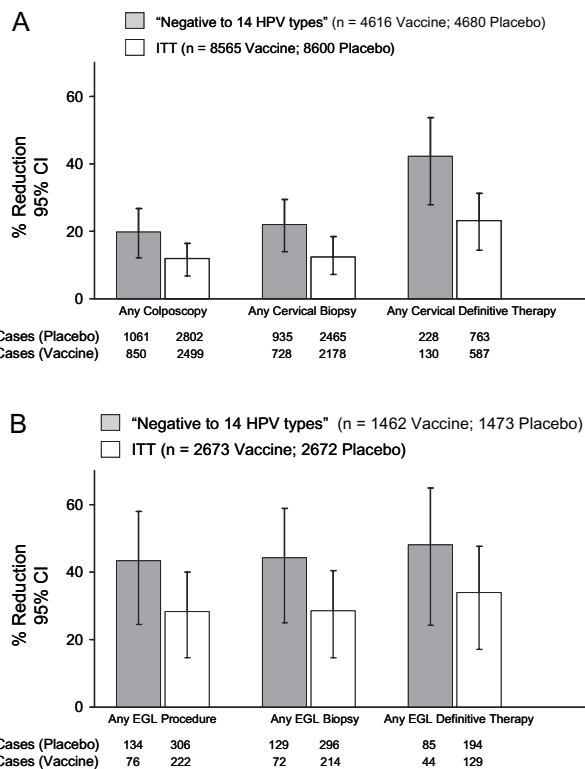 A
"Negative to 14 HPV types" (n = 4616 Vaccine; 4680 Placebo)
ITT (n = 8565 Vaccine; 8600 Placebo)
% Reduction
95% CI
60
40
20
0
Any Colposcopy Any Cervical Biopsy Any Cervical Definitive Therapy
Cases (Placebo) 1061 2802 935 2465 228 763
Cases (Vaccine) 850 2499 728 2178 130 587
B
"Negative to 14 HPV types" (n = 1462 Vaccine; 1473 Placebo)
ITT (n = 2673 Vaccine; 2672 Placebo)
% Reduction
95% CI
60
40
20
0
Any EGL Procedure Any EGL Biopsy Any EGL Definitive Therapy
Cases (Placebo) 134 306 129 296 85 194
Cases (Vaccine) 76 222 72 214 44 129